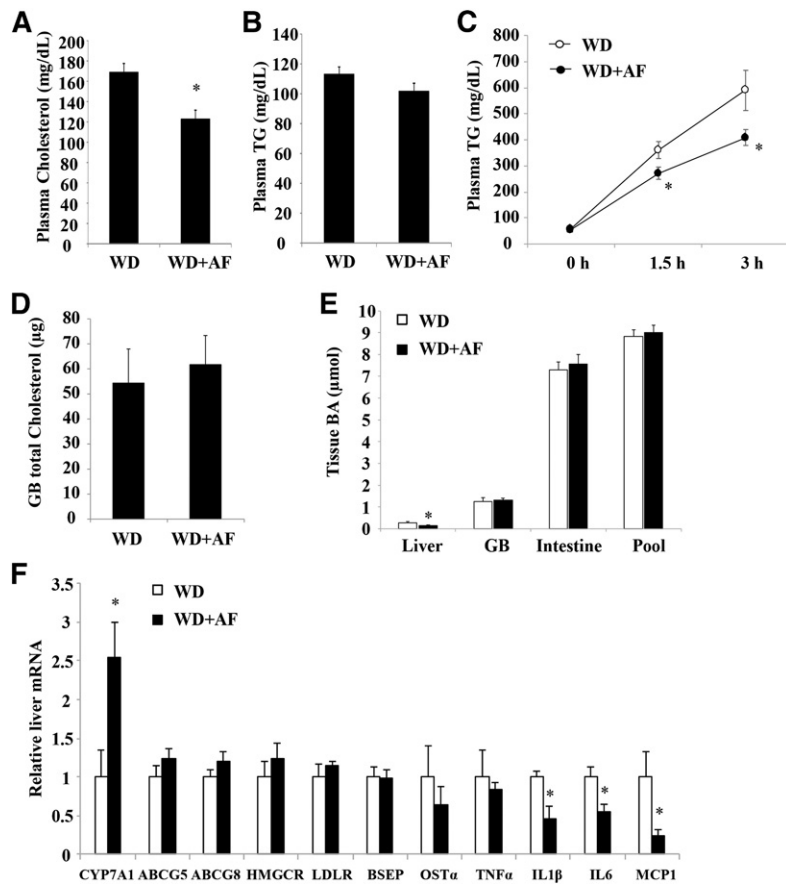 A
Plasma Cholesterol (mg/dL)
200
180
160
140
120
100
80
60
40
20
0
*
WD WD+AF
B
Plasma TG (mg/dL)
140
120
100
80
60
40
20
0
WD WD+AF
C
Plasma TG (mg/dL)
800
700
600
500
400
300
200
100
0
WD
WD+AF
*
*
0 h 1.5 h 3 h
D
GB total Cholesterol (μg)
80
70
60
50
40
30
20
10
0
WD WD+AF
E
Tissue BA (μmol)
10
9
8
7
6
5
4
3
2
1
0
WD
WD+AF
*
Liver GB Intestine Pool
F
Relative liver mRNA
3.5
3
2.5
2
1.5
1
0.5
0
WD
WD+AF
*
*
*
*
CYP7A1 ABCG5 ABCG8 HMGCR LDLR BSEP OSTα TNFα IL1β IL6 MCP1